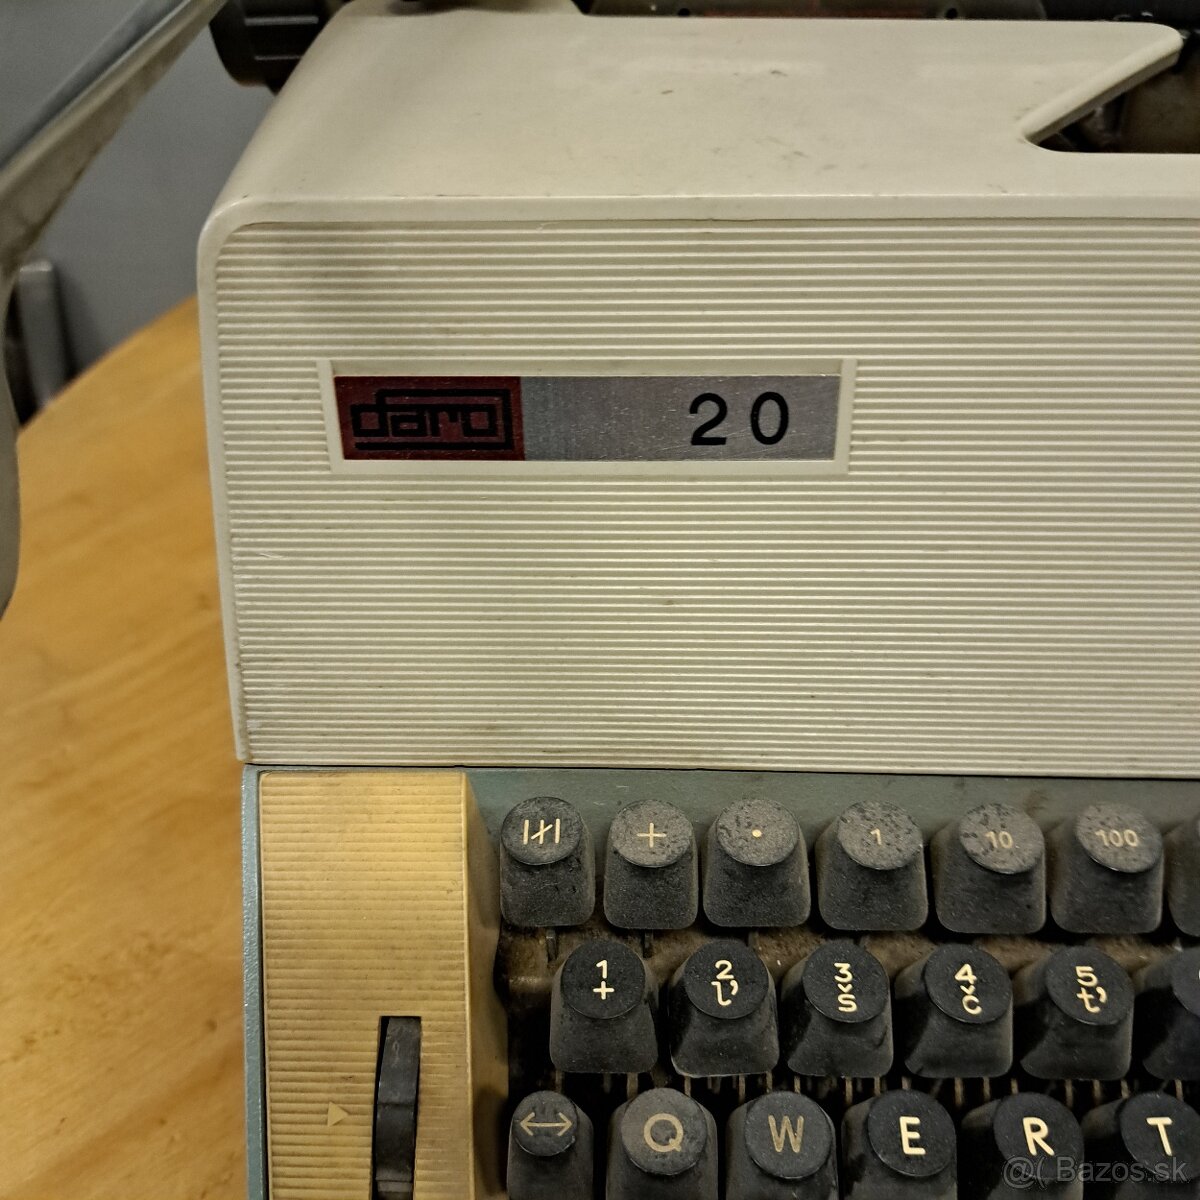 daro 20
+ • 1 10 100
1 2 3 4 5
+ ľ š č ť
↔ Q W E R T
@( Bazos.sk